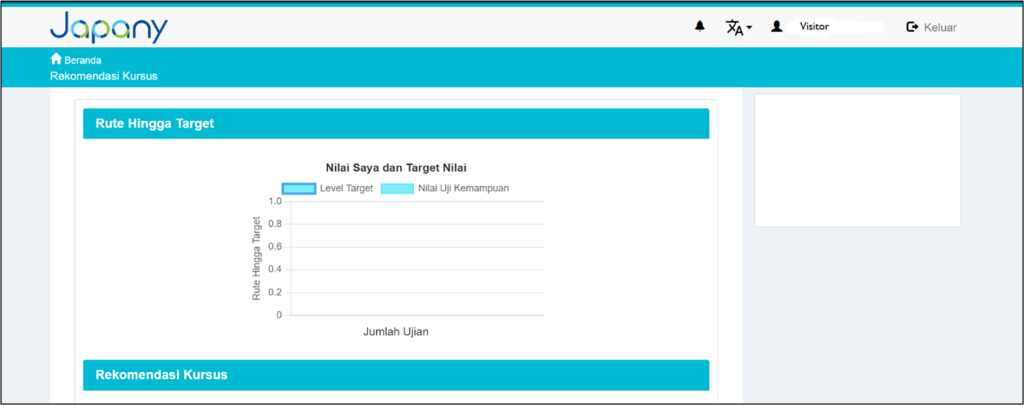 Japany
Visitor
Keluar
Beranda
Rekomendasi Kursus
Rute Hingga Target
Nilai Saya dan Target Nilai
Level Target
Nilai Uji Kemampuan
1.0
0.8
0.6
0.4
0.2
0
Rute Hingga Target
Jumlah Ujian
Rekomendasi Kursus